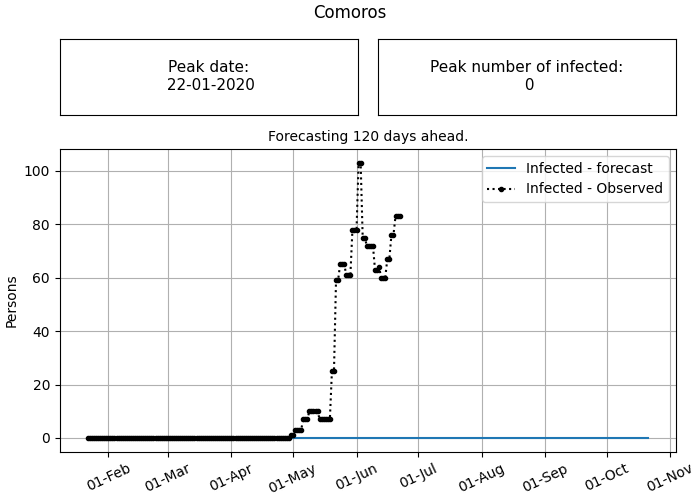 Comoros
Peak date:
22-01-2020
Peak number of infected:
0
Forecasting 120 days ahead.
Infected - forecast
Infected - Observed
Persons
100
80
60
40
20
0
01-Feb
01-Mar
01-Apr
01-May
01-Jun
01-Jul
01-Aug
01-Sep
01-Oct
01-Nov